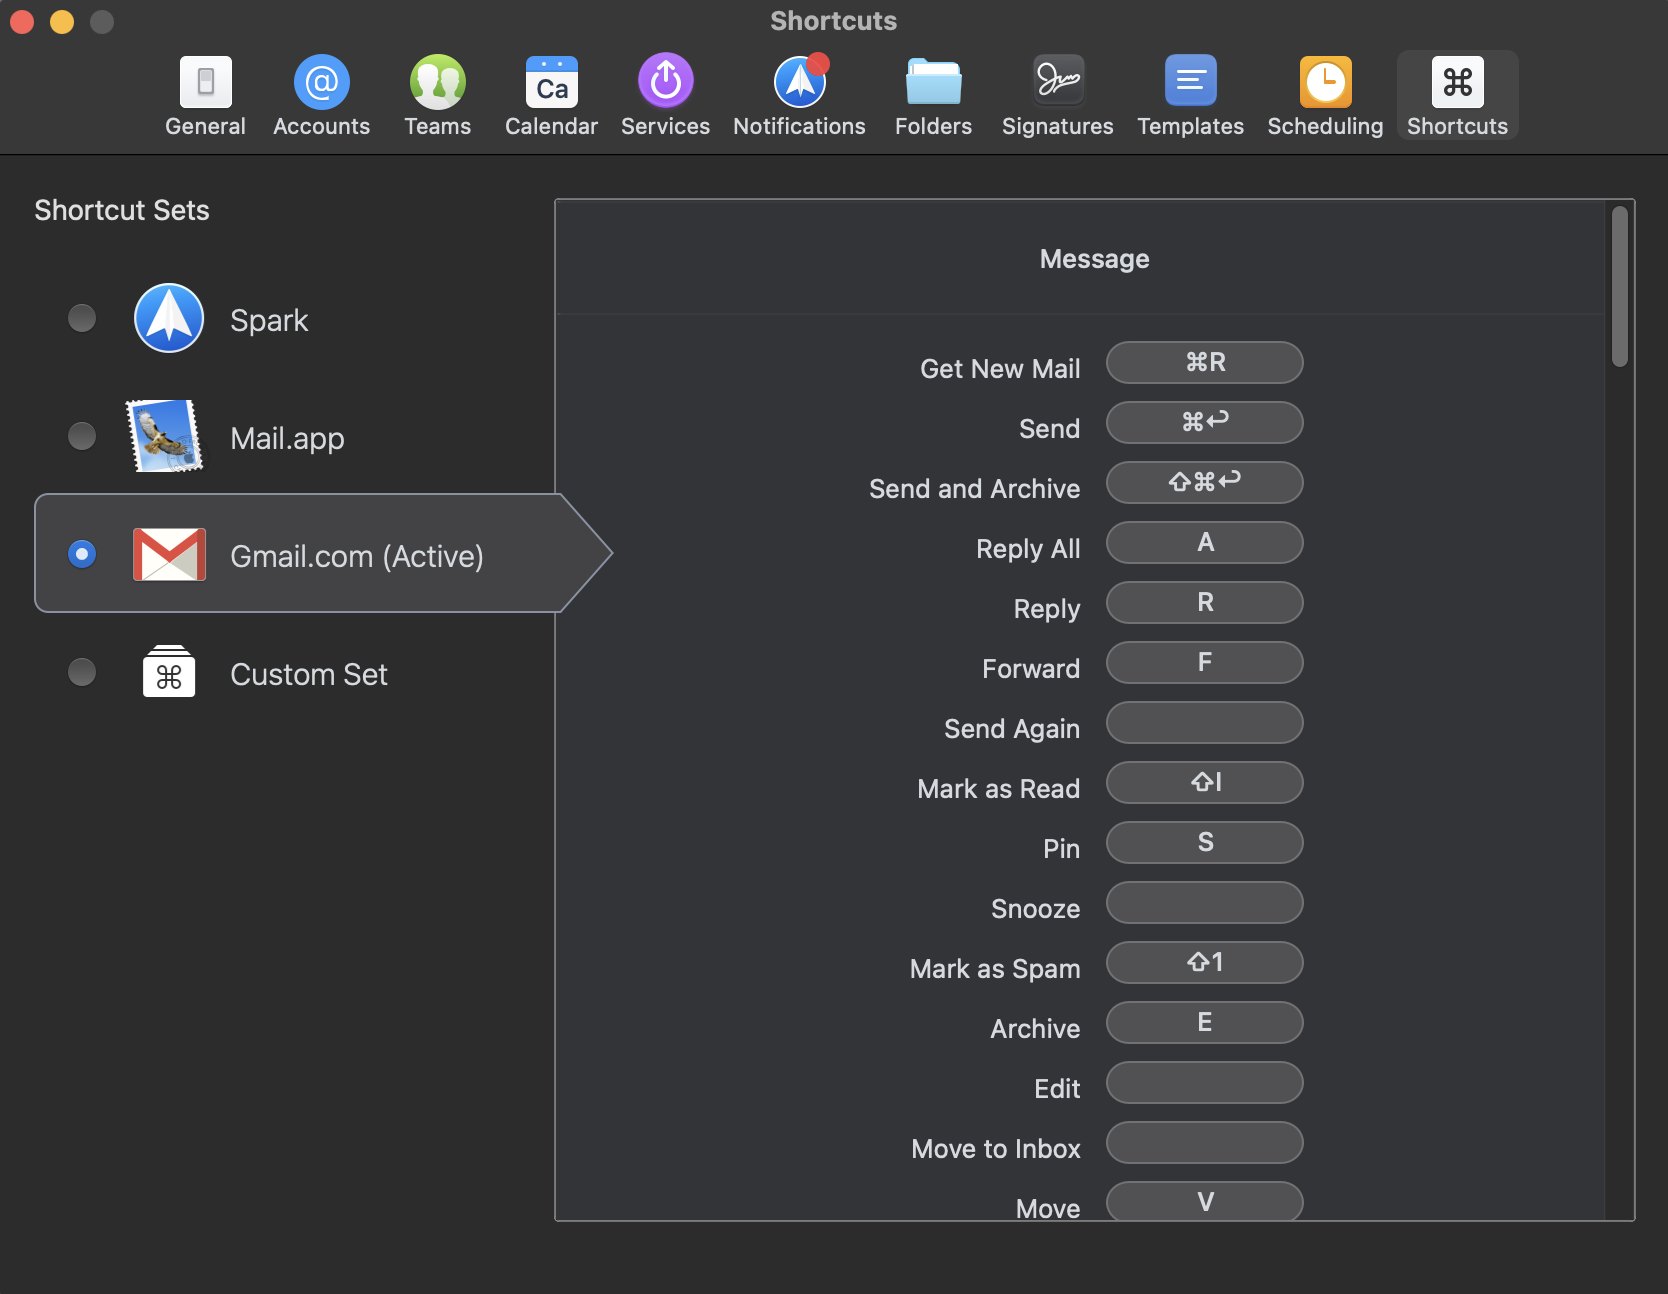 Shortcuts
General Accounts Teams Calendar Services Notifications Folders Signatures Templates Scheduling Shortcuts
@
Ca
⌘
Shortcut Sets
Spark
Mail.app
Gmail.com (Active)
Custom Set
⌘
Message
Get New Mail ⌘R
Send ⌘↩
Send and Archive ⇧⌘↩
Reply All A
Reply R
Forward F
Send Again
Mark as Read ⇧I
Pin S
Snooze
Mark as Spam ⇧1
Archive E
Edit
Move to Inbox
Move V